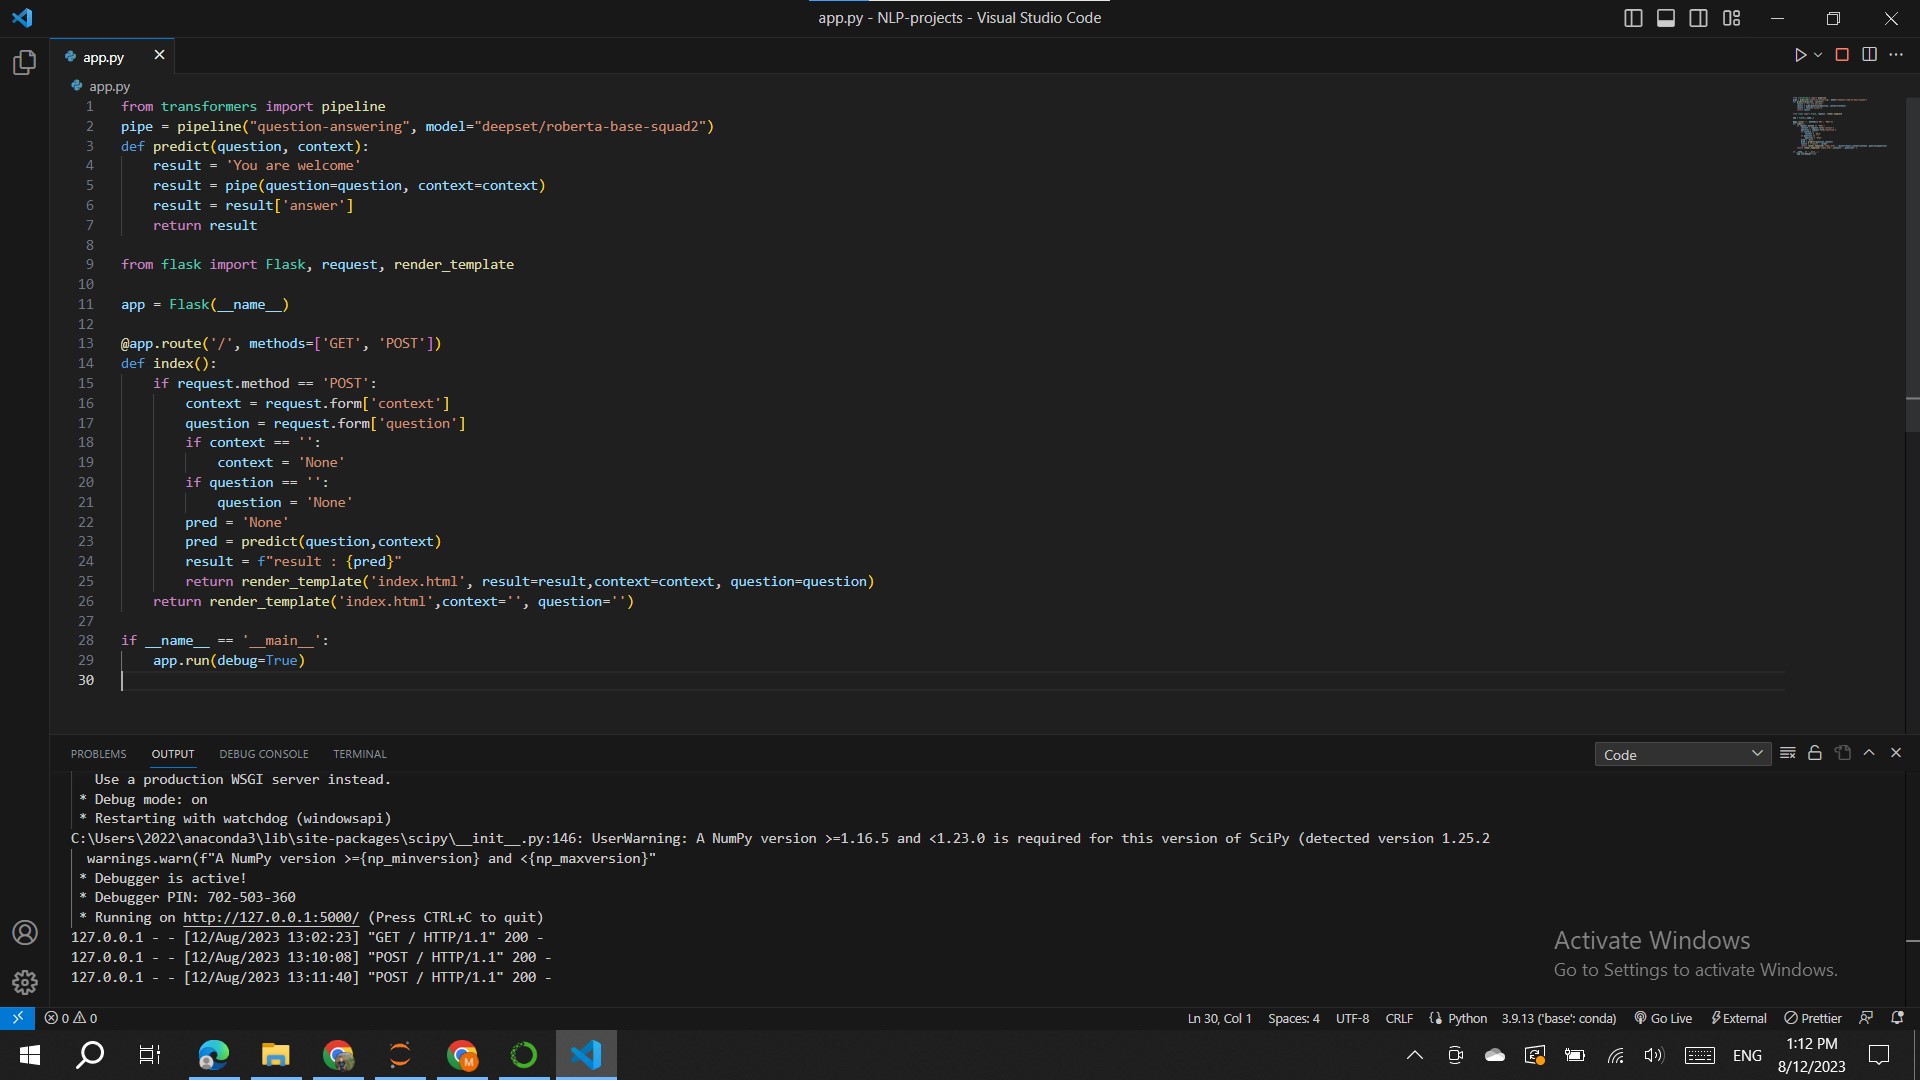 app.py - NLP-projects - Visual Studio Code
app.py
app.py
1 from transformers import pipeline
2 pipe = pipeline("question-answering", model="deepset/roberta-base-squad2")
3 def predict(question, context):
4     result = 'You are welcome'
5     result = pipe(question=question, context=context)
6     result = result['answer']
7     return result
8
9 from flask import Flask, request, render_template
10
11 app = Flask(__name__)
12
13 @app.route('/', methods=['GET', 'POST'])
14 def index():
15     if request.method == 'POST':
16         context = request.form['context']
17         question = request.form['question']
18         if context == '':
19             context = 'None'
20         if question == '':
21             question = 'None'
22         pred = 'None'
23         pred = predict(question,context)
24         result = f"result : {pred}"
25         return render_template('index.html', result=result,context=context, question=question)
26     return render_template('index.html',context='', question='')
27
28 if __name__ == '__main__':
29     app.run(debug=True)
30
PROBLEMS OUTPUT DEBUG CONSOLE TERMINAL Code
Use a production WSGI server instead.
* Debug mode: on
* Restarting with watchdog (windowsapi)
C:\Users\2022\anaconda3\lib\site-packages\scipy\__init__.py:146: UserWarning: A NumPy version >=1.16.5 and <1.23.0 is required for this version of SciPy (detected version 1.25.2
warnings.warn(f"A NumPy version >={np_minversion} and <{np_maxversion}"
* Debugger is active!
* Debugger PIN: 702-503-360
* Running on http://127.0.0.1:5000/ (Press CTRL+C to quit)
127.0.0.1 - - [12/Aug/2023 13:02:23] "GET / HTTP/1.1" 200 -
127.0.0.1 - - [12/Aug/2023 13:10:08] "POST / HTTP/1.1" 200 -
127.0.0.1 - - [12/Aug/2023 13:11:40] "POST / HTTP/1.1" 200 -
Activate Windows
Go to Settings to activate Windows.
0 0 Ln 30, Col 1 Spaces: 4 UTF-8 CRLF Python 3.9.13 ('base': conda) Go Live External Prettier
M ENG 1:12 PM
8/12/2023